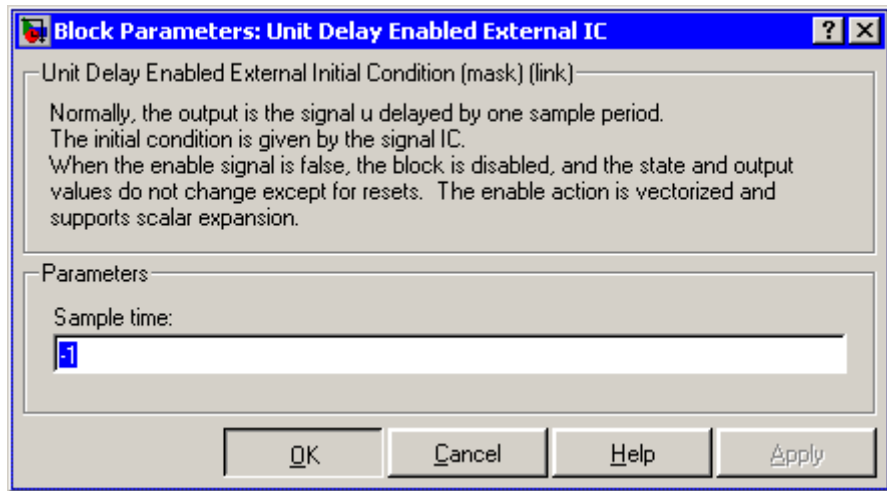 Block Parameters: Unit Delay Enabled External IC
Unit Delay Enabled External Initial Condition (mask) (link)
Normally, the output is the signal u delayed by one sample period.
The initial condition is given by the signal IC.
When the enable signal is false, the block is disabled, and the state and output
values do not change except for resets.  The enable action is vectorized and
supports scalar expansion.
Parameters
Sample time:
-1
OK Cancel Help Apply